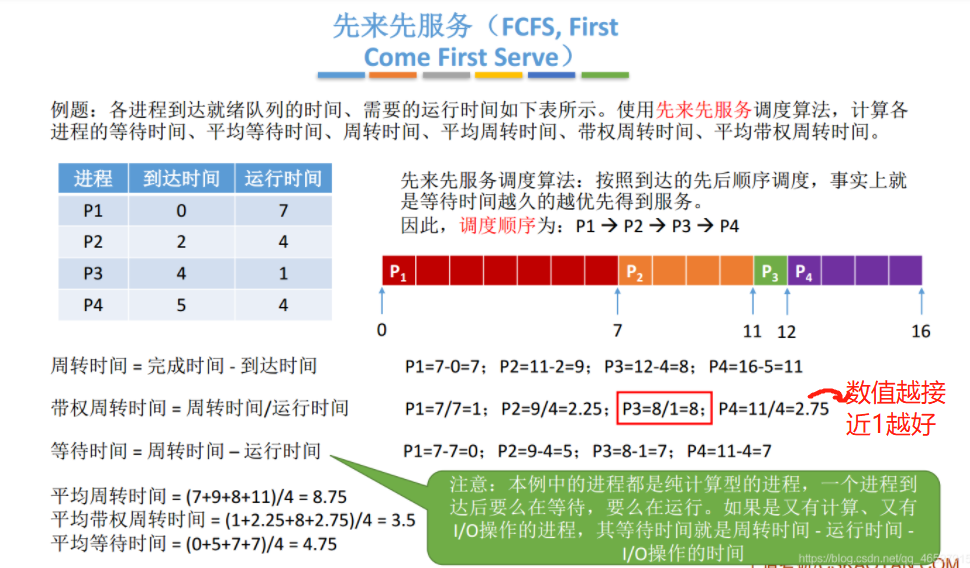 先来先服务（FCFS, First
Come First Serve）
例题：各进程到达就绪队列的时间、需要的运行时间如下表所示。使用先来先服务调度算法，计算各
进程的等待时间、平均等待时间、周转时间、平均周转时间、带权周转时间、平均带权周转时间。
进程 到达时间 运行时间
P1 0 7
P2 2 4
P3 4 1
P4 5 4
先来先服务调度算法：按照到达的先后顺序调度，事实上就
是等待时间越久的越优先得到服务。
因此，调度顺序为：P1 → P2 → P3 → P4
P1 P2 P3 P4
0 7 11 12 16
周转时间 = 完成时间 - 到达时间
P1=7-0=7；P2=11-2=9；P3=12-4=8；P4=16-5=11
带权周转时间 = 周转时间/运行时间
P1=7/7=1；P2=9/4=2.25；P3=8/1=8；P4=11/4=2.75
数值越接
近1越好
等待时间 = 周转时间 – 运行时间
P1=7-7=0；P2=9-4=5；P3=8-1=7；P4=11-4=7
平均周转时间 = (7+9+8+11)/4 = 8.75
平均带权周转时间 = (1+2.25+8+2.75)/4 = 3.5
平均等待时间 = (0+5+7+7)/4 = 4.75
注意：本例中的进程都是纯计算型的进程，一个进程到
达后要么在等待，要么在运行。如果是又有计算、又有
I/O操作的进程，其等待时间就是周转时间 - 运行时间 -
I/O操作的时间